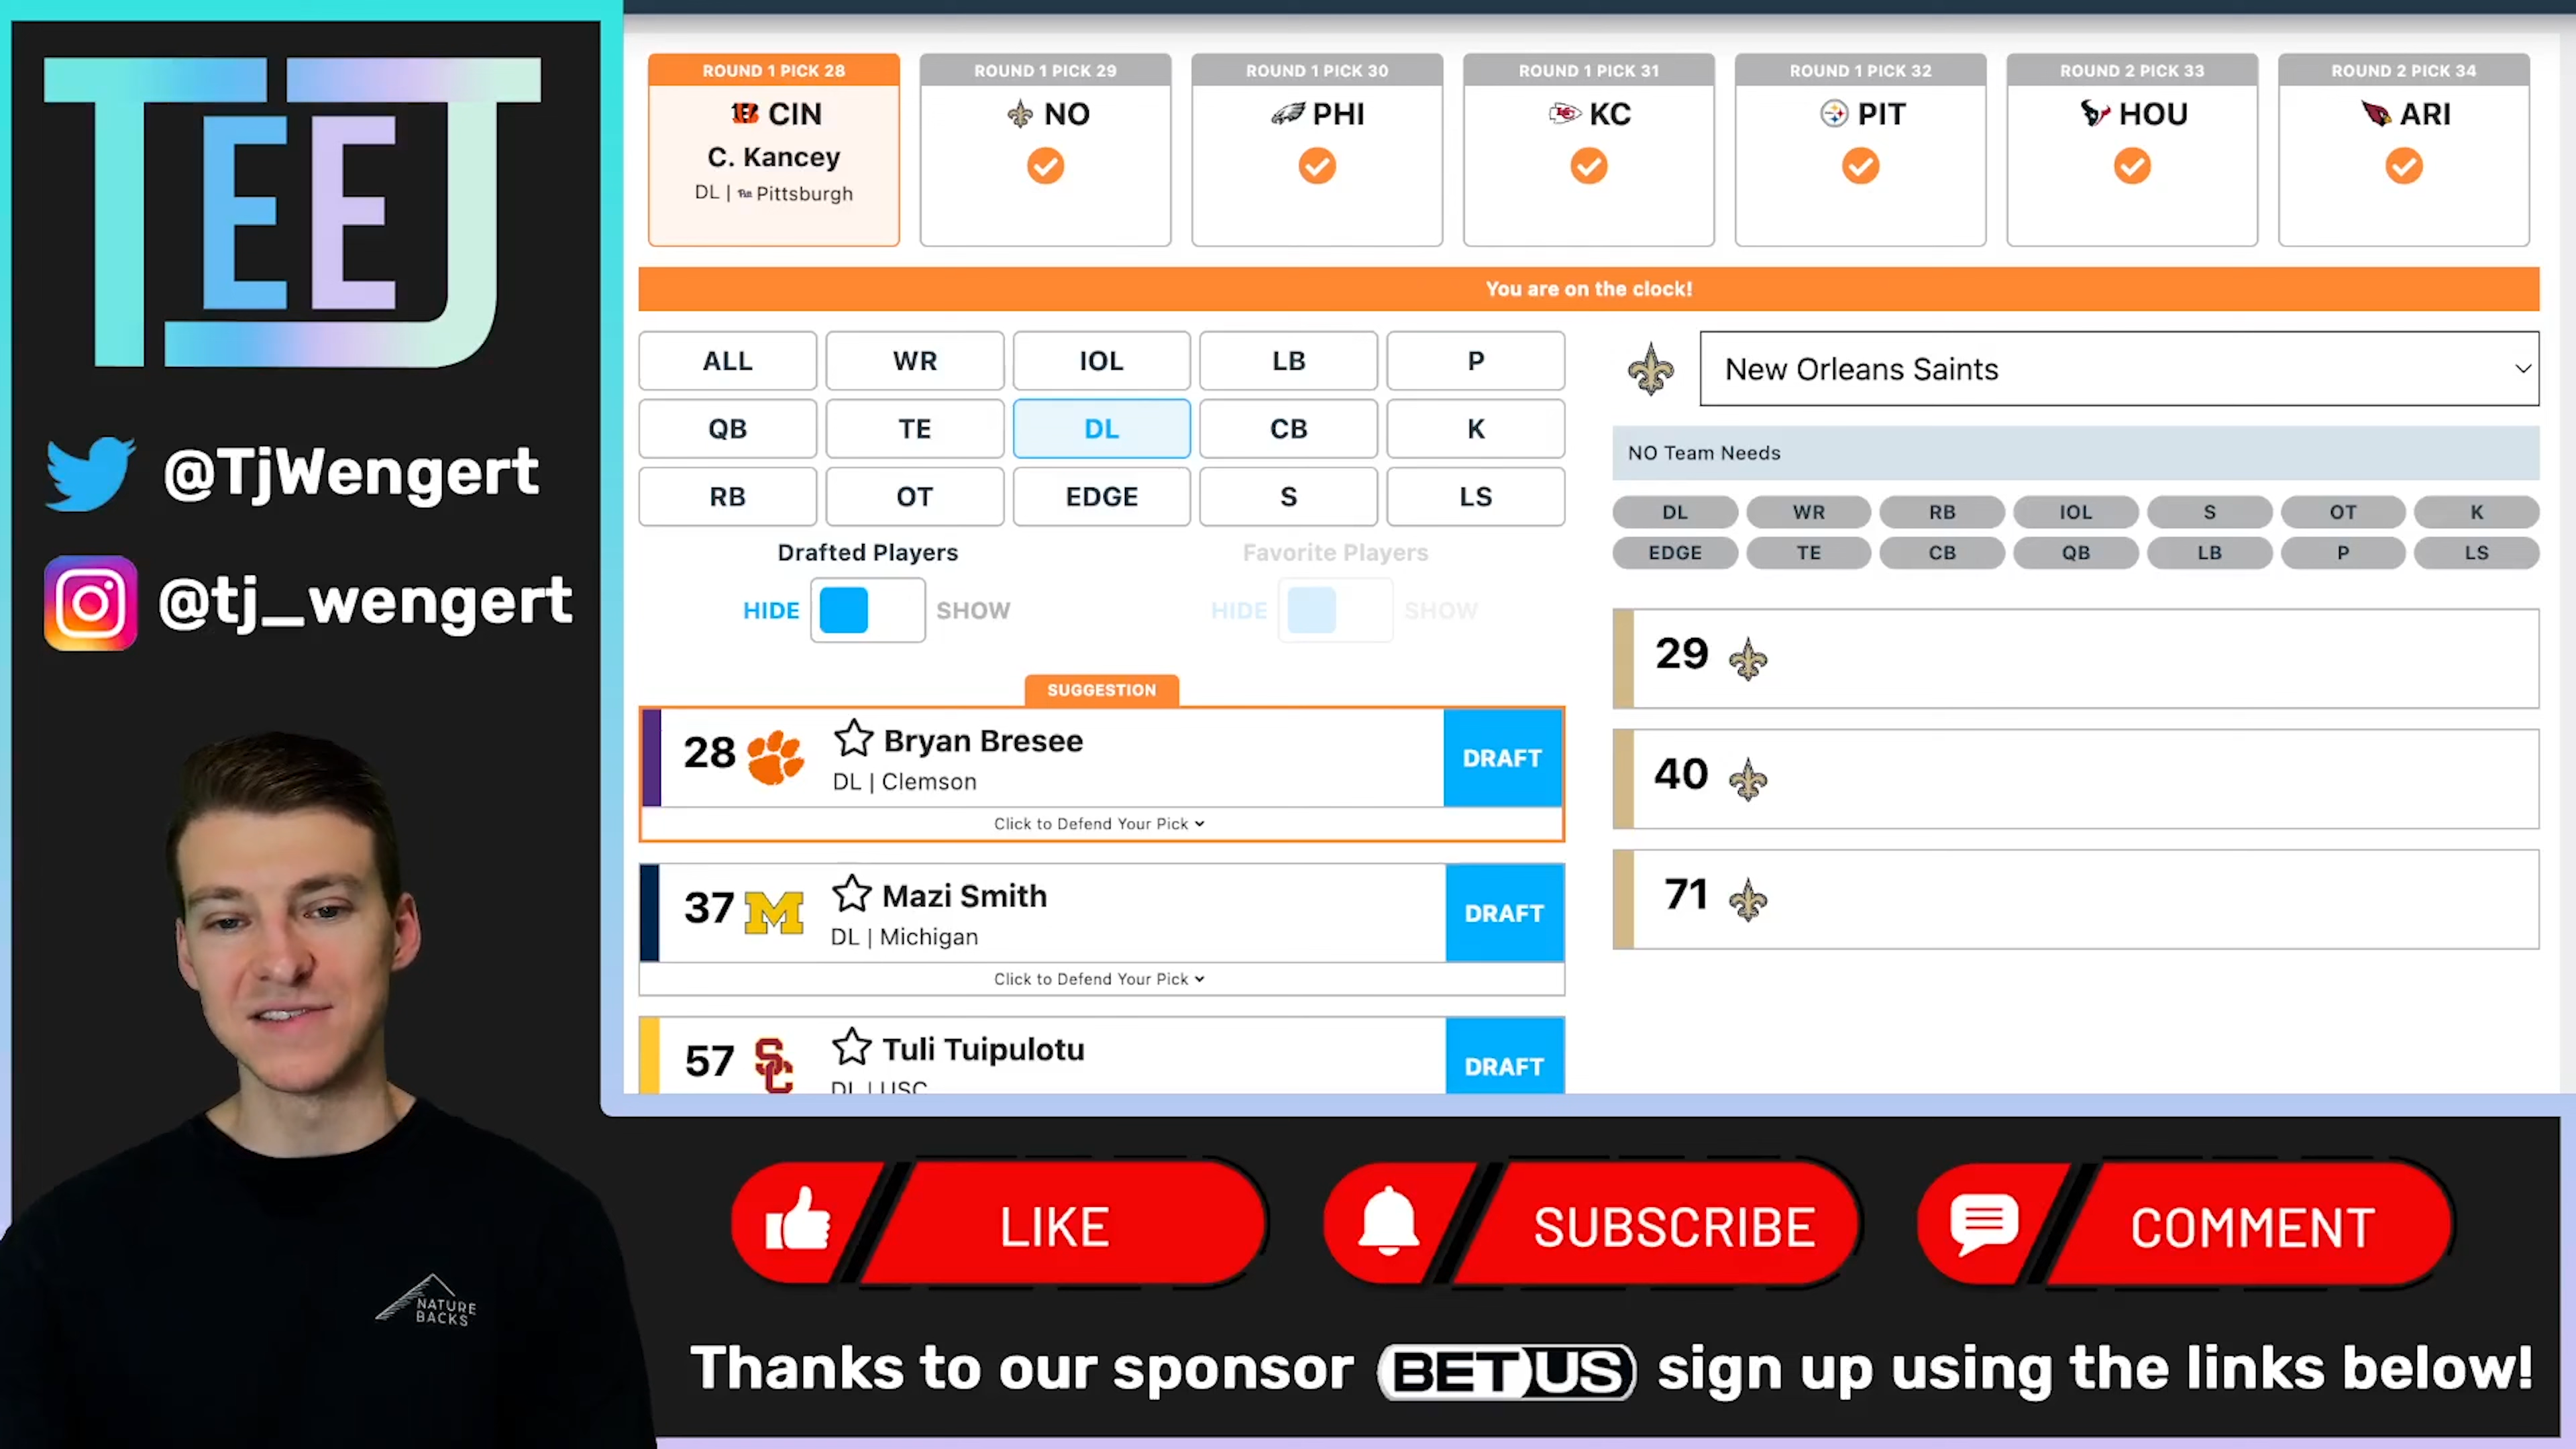 TEEJ
@TjWengert
@tj_wengert
NATURE
BACKS
ROUND 1 PICK 28
CIN
C. Kancey
DL | Pitt Pittsburgh
ROUND 1 PICK 29
NO
ROUND 1 PICK 30
PHI
ROUND 1 PICK 31
KC
ROUND 1 PICK 32
PIT
ROUND 2 PICK 33
HOU
ROUND 2 PICK 34
ARI
You are on the clock!
ALL WR IOL LB P
QB TE DL CB K
RB OT EDGE S LS
Drafted Players
HIDE SHOW
Favorite Players
HIDE SHOW
SUGGESTION
28 Bryan Bresee
DL | Clemson
DRAFT
Click to Defend Your Pick
37 M Mazi Smith
DL | Michigan
DRAFT
Click to Defend Your Pick
57 SC Tuli Tuipulotu
DL | USC
DRAFT
New Orleans Saints
NO Team Needs
DL WR RB IOL S OT K
EDGE TE CB QB LB P LS
29
40
71
LIKE
SUBSCRIBE
COMMENT
Thanks to our sponsor BETUS sign up using the links below!